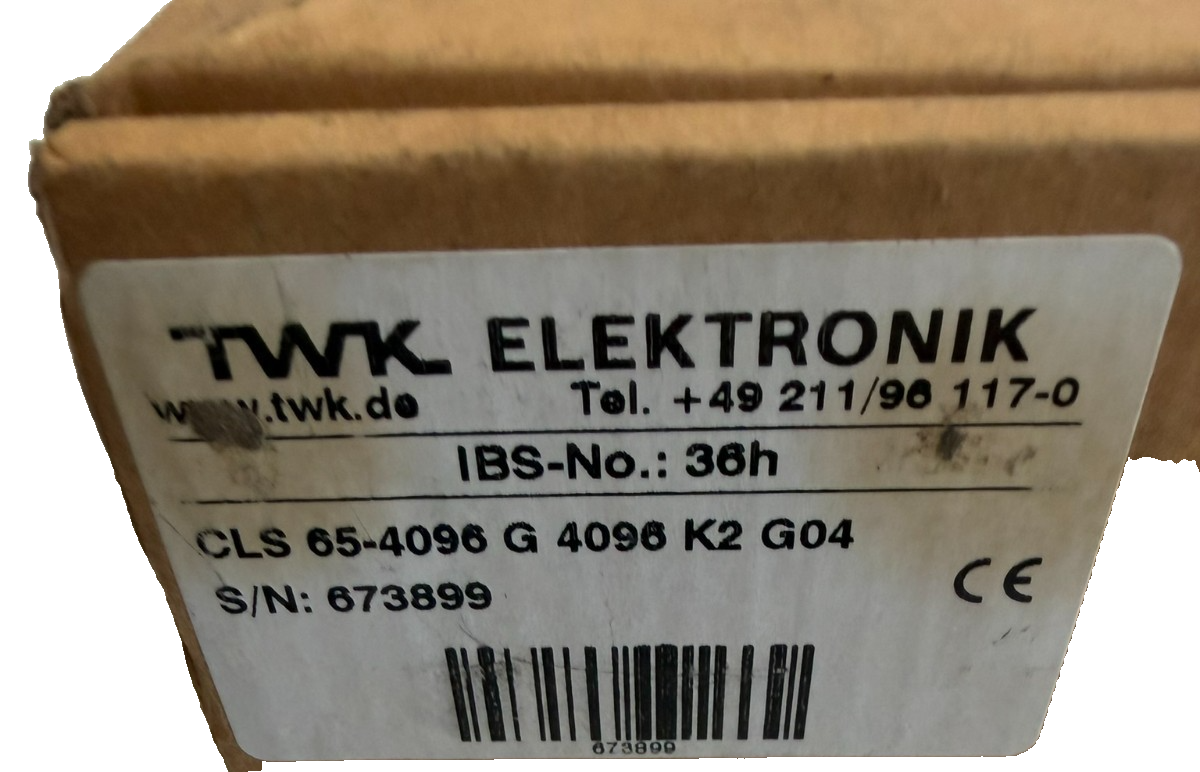 TWK ELEKTRONIK
www.twk.de Tel. +49 211/96 117-0
IBS-No.: 36h
CLS 65-4096 G 4096 K2 G04
S/N: 673899
CE
673899